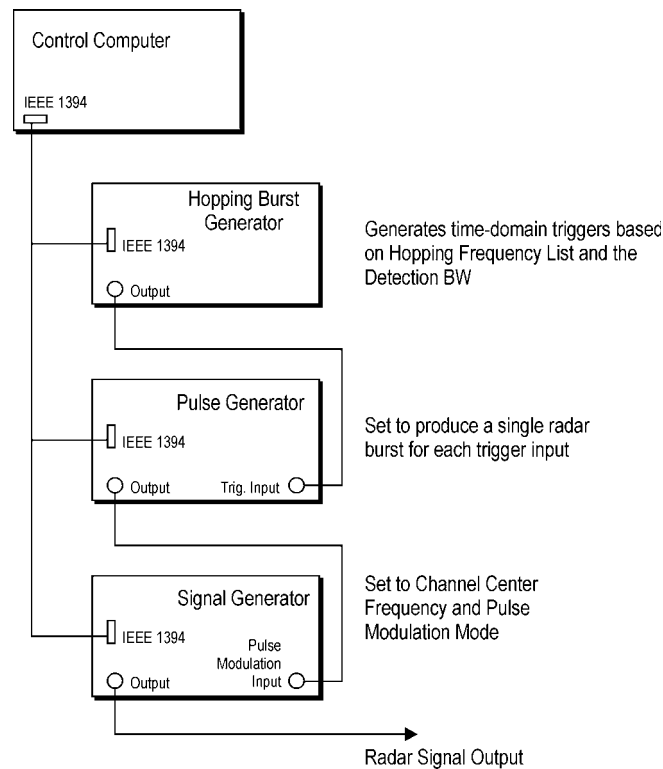 Control Computer
IEEE 1394
Hopping Burst
Generator
IEEE 1394
Output
Generates time-domain triggers based
on Hopping Frequency List and the
Detection BW
Pulse Generator
IEEE 1394
Output
Trig. Input
Set to produce a single radar
burst for each trigger input
Signal Generator
IEEE 1394
Pulse
Modulation
Input
Output
Set to Channel Center
Frequency and Pulse
Modulation Mode
Radar Signal Output